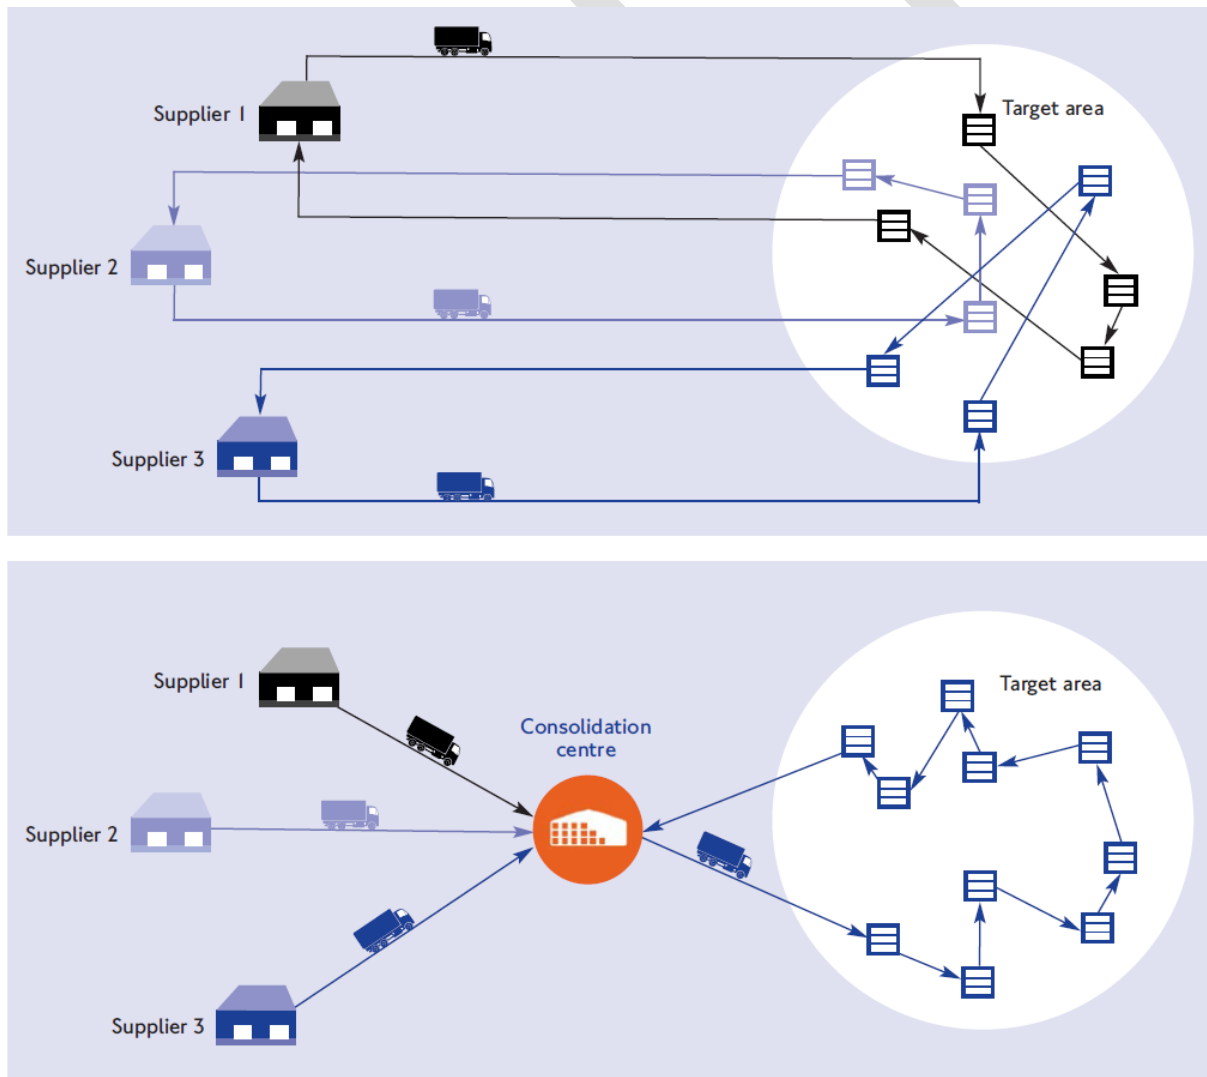 Supplier 1
Target area
Supplier 2
Supplier 3
Supplier 1
Target area
Consolidation
centre
Supplier 2
Supplier 3